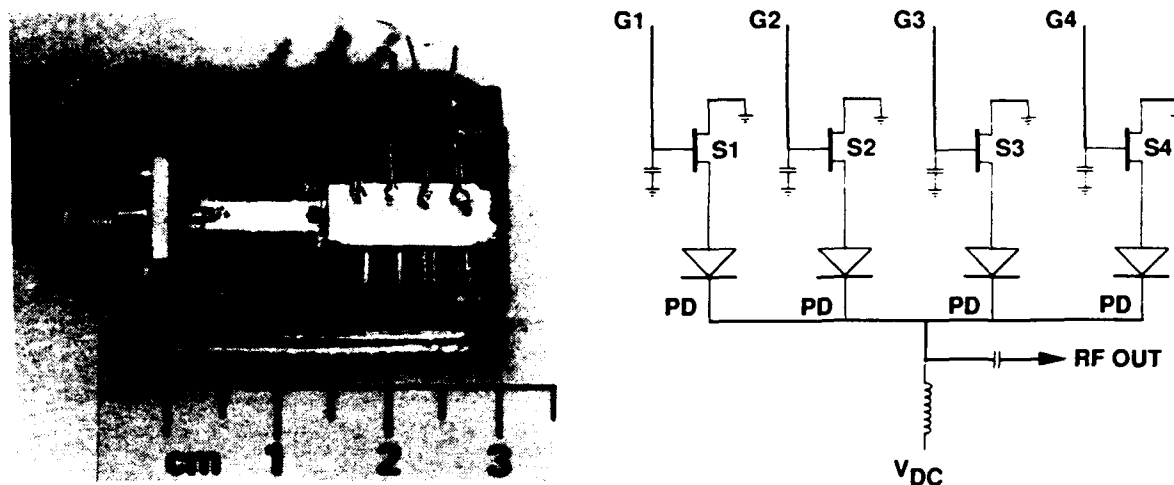 G1 G2 G3 G4
S1 S2 S3 S4
PD PD PD PD
RF OUT
VDC
cm 1 2 3